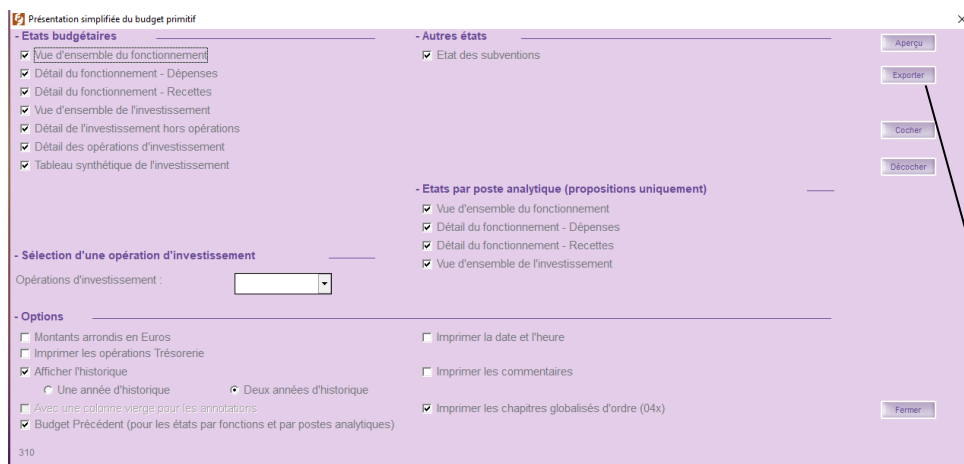 Présentation simplifiée du budget primitif
- Etats budgétaires
Vue d'ensemble du fonctionnement
Détail du fonctionnement - Dépenses
Détail du fonctionnement - Recettes
Vue d'ensemble de l'investissement
Détail de l'investissement hors opérations
Détail des opérations d'investissement
Tableau synthétique de l'investissement
- Autres états
Etat des subventions
Aperçu
Exporter
Cocher
Décocher
- Etats par poste analytique (propositions uniquement)
Vue d'ensemble du fonctionnement
Détail du fonctionnement - Dépenses
Détail du fonctionnement - Recettes
Vue d'ensemble de l'investissement
- Sélection d'une opération d'investissement
Opérations d'investissement :
- Options
Montants arrondis en Euros
Imprimer les opérations Trésorerie
Afficher l'historique
Une année d'historique
Deux années d'historique
Avec une colonne vierge pour les annotations
Budget Précédent (pour les états par fonctions et par postes analytiques)
Imprimer la date et l'heure
Imprimer les commentaires
Imprimer les chapitres globalisés d'ordre (04x)
Fermer
310